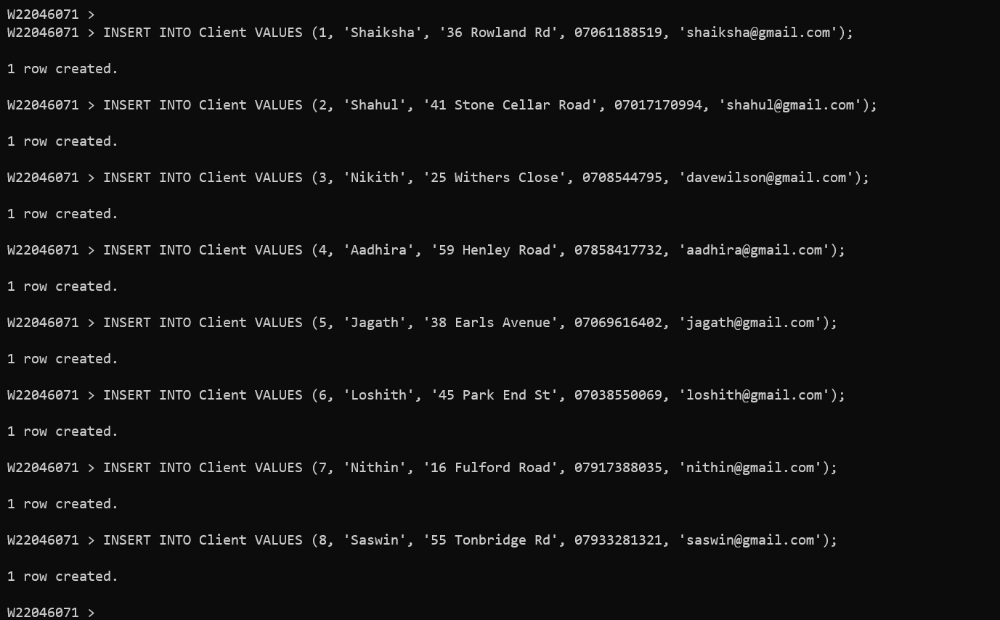 W22046071 >
W22046071 > INSERT INTO Client VALUES (1, 'Shaiksha', '36 Rowland Rd', 07061188519, 'shaiksha@gmail.com');
1 row created.
W22046071 > INSERT INTO Client VALUES (2, 'Shahul', '41 Stone Cellar Road', 07017170994, 'shahul@gmail.com');
1 row created.
W22046071 > INSERT INTO Client VALUES (3, 'Nikith', '25 Withers Close', 0708544795, 'davewilson@gmail.com');
1 row created.
W22046071 > INSERT INTO Client VALUES (4, 'Aadhira', '59 Henley Road', 07858417732, 'aadhira@gmail.com');
1 row created.
W22046071 > INSERT INTO Client VALUES (5, 'Jagath', '38 Earls Avenue', 07069616402, 'jagath@gmail.com');
1 row created.
W22046071 > INSERT INTO Client VALUES (6, 'Loshith', '45 Park End St', 07038550069, 'loshith@gmail.com');
1 row created.
W22046071 > INSERT INTO Client VALUES (7, 'Nithin', '16 Fulford Road', 07917388035, 'nithin@gmail.com');
1 row created.
W22046071 > INSERT INTO Client VALUES (8, 'Saswin', '55 Tonbridge Rd', 07933281321, 'saswin@gmail.com');
1 row created.
W22046071 >